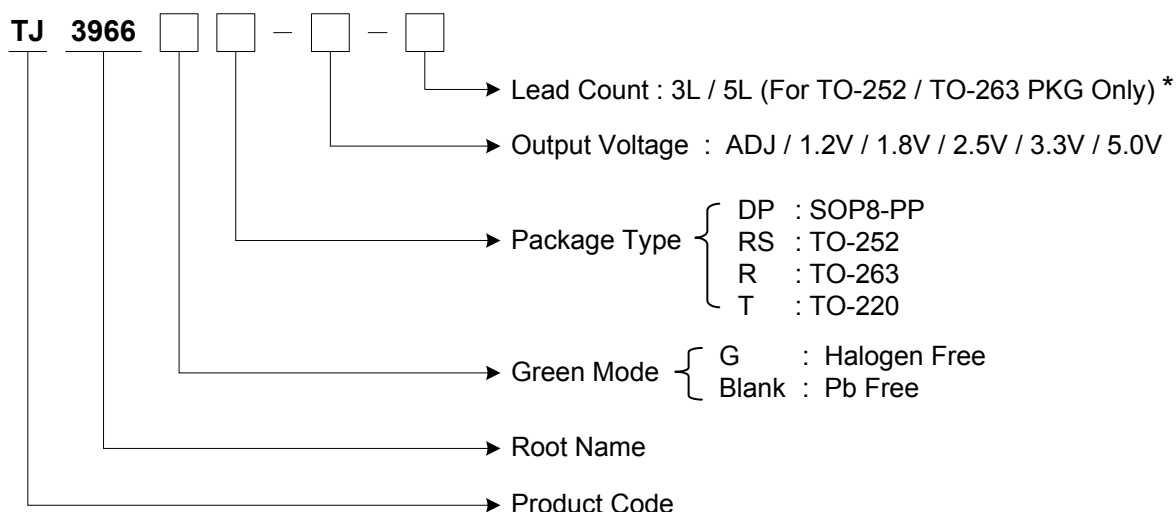 TJ 3966 – –
Lead Count : 3L / 5L (For TO-252 / TO-263 PKG Only) *
Output Voltage : ADJ / 1.2V / 1.8V / 2.5V / 3.3V / 5.0V
DP : SOP8-PP
RS : TO-252
Package Type
R : TO-263
T : TO-220
G : Halogen Free
Green Mode
Blank : Pb Free
Root Name
Product Code